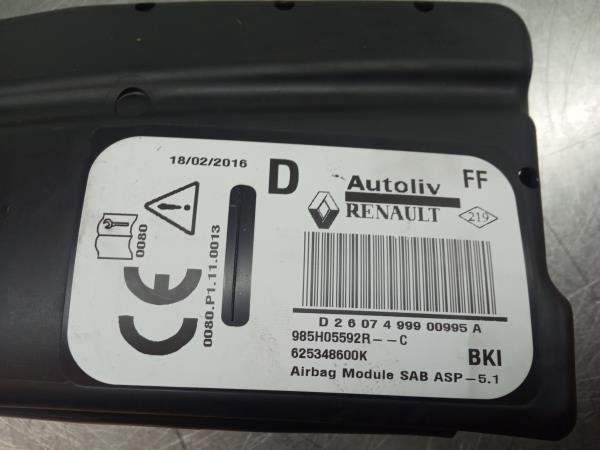 18/02/2016
D
FF
Autoliv
RENAULT
219
0080
0080.P1.11.0013
CE
D 2 6 07 4 999 00995 A
985H05592R--C
625348600K
BKI
Airbag Module SAB ASP-5.1